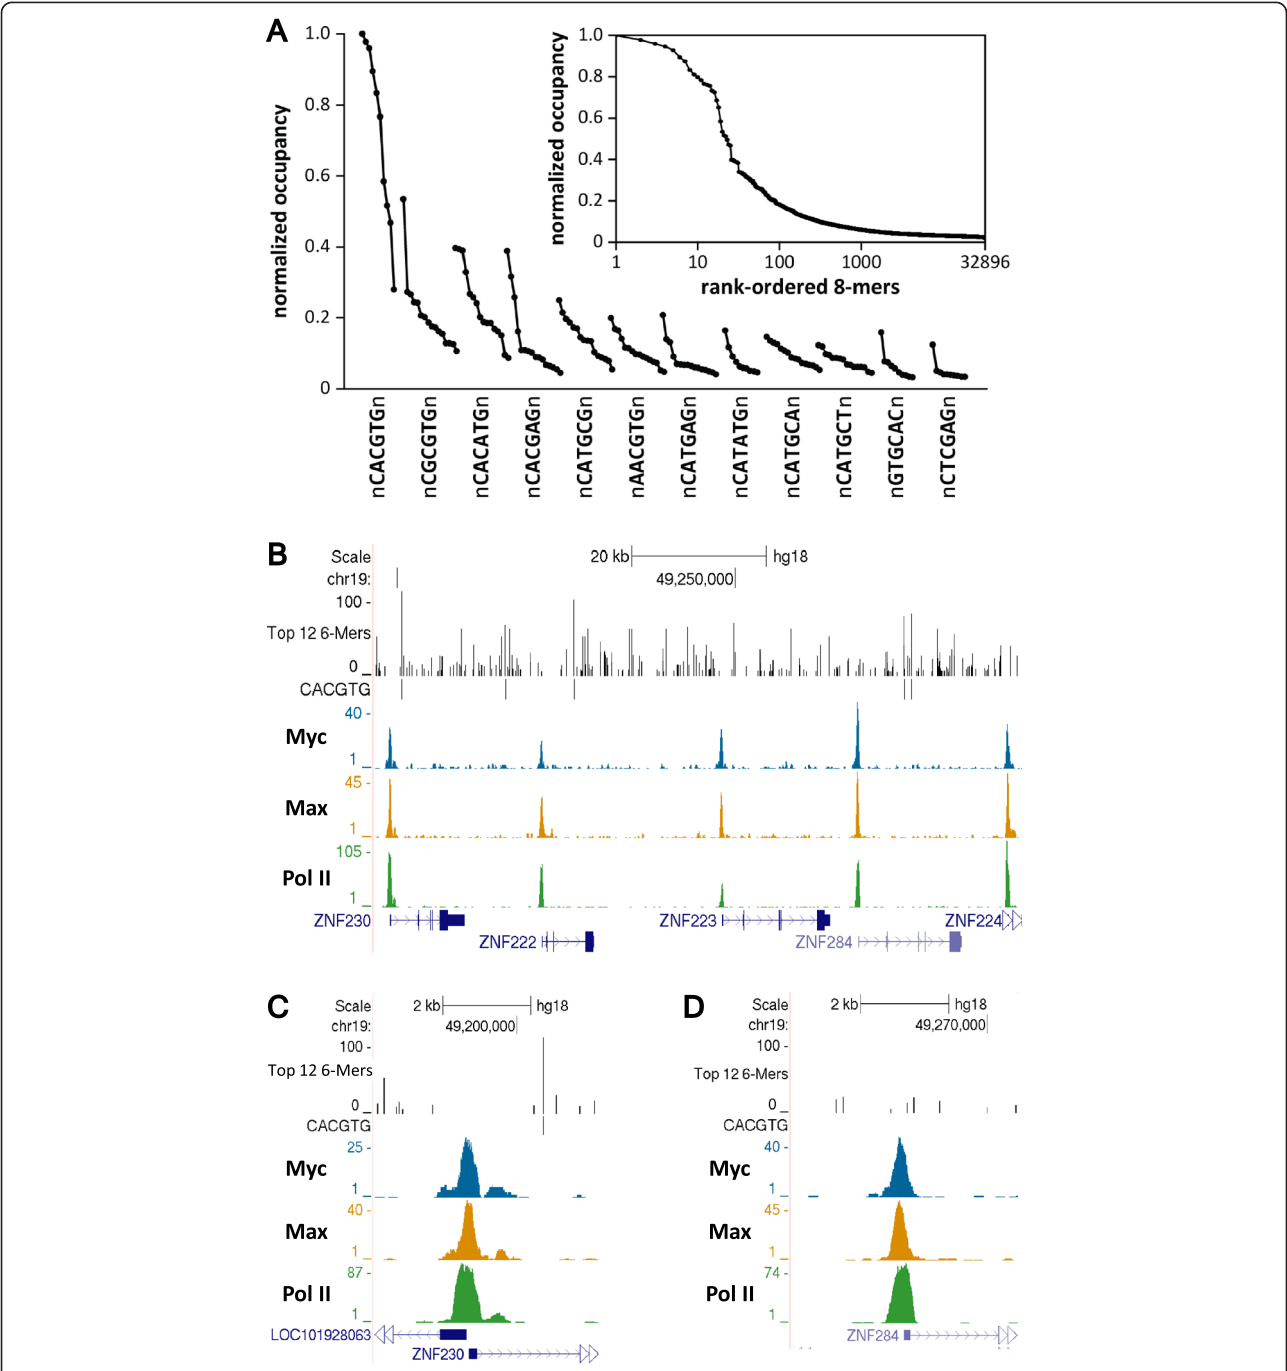 A
normalized occupancy
1.0
0.8
0.6
0.4
0.2
0
nCACGTGn
nCGCGTGn
nCACATGn
nCACGAGn
nCATGCGn
nAACGTGn
nCATGAGn
nCATATGn
nCATGCAn
nCATGCTn
nGTGCACn
nCTCGAGn
normalized occupancy
1.0
0.8
0.6
0.4
0.2
0
1 10 100 1000 32896
rank-ordered 8-mers
B
Scale 20 kb hg18
chr19: 49,250,000
100 -
Top 12 6-Mers
0 _
CACGTG
40 -
Myc
1 _
45 -
Max
1 _
105 -
Pol II
1 _
ZNF230 ZNF223 ZNF224
ZNF222 ZNF284
C
Scale 2 kb hg18
chr19: 49,200,000
100 -
Top 12 6-Mers
0 _
CACGTG
25 -
Myc
1 _
40 -
Max
1 _
87 -
Pol II
1 _
LOC101928063
ZNF230
D
Scale 2 kb hg18
chr19: 49,270,000
100 -
Top 12 6-Mers
0 _
CACGTG
40 -
Myc
1 _
45 -
Max
1 _
74 -
Pol II
1 _
ZNF284